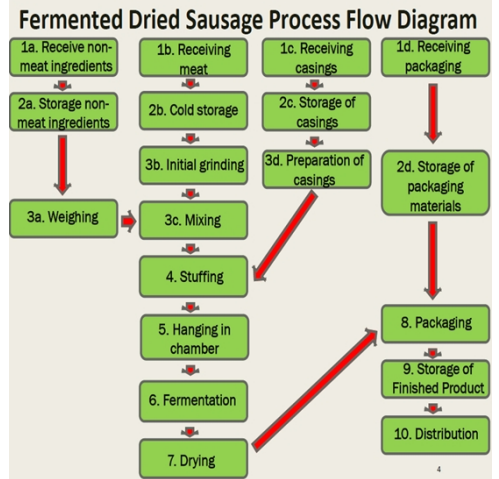 Fermented Dried Sausage Process Flow Diagram
1a. Receive non-
meat ingredients
1b. Receiving
meat
1c. Receiving
casings
1d. Receiving
packaging
2a. Storage non-
meat ingredients
2b. Cold storage
2c. Storage of
casings
2d. Storage of
packaging
materials
3b. Initial grinding
3d. Preparation of
casings
3a. Weighing
3c. Mixing
4. Stuffing
5. Hanging in
chamber
6. Fermentation
7. Drying
8. Packaging
9. Storage of
Finished Product
10. Distribution
4